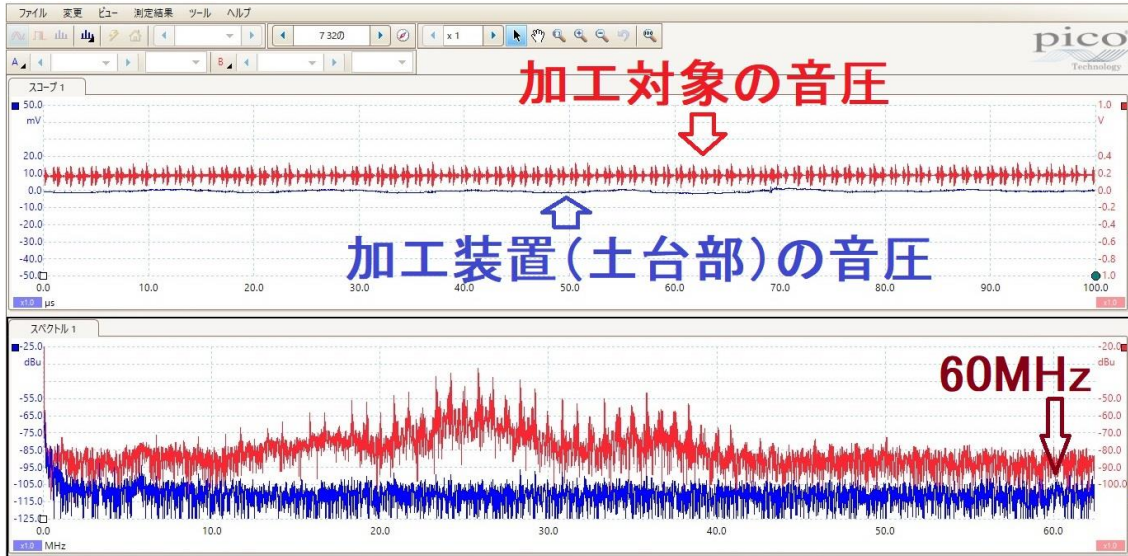 ファイル 変更 ビュー 測定結果 ツール ヘルプ
7 32の x 1
pico
Technology
A B
スコープ 1
加工対象の音圧
50.0 1.0
mV V
20.0 0.4
10.0 0.2
0.0 0.0
-10.0 -0.2
-20.0 -0.4
-30.0 -0.6
-40.0 -0.8
-50.0 -1.0
加工装置(土台部)の音圧
0.0 10.0 20.0 30.0 40.0 50.0 60.0 70.0 80.0 90.0 100.0
x1.0 µs x1.0
スペクトル 1
-25.0 -20.0
dBu dBu
60MHz
-55.0 -50.0
-65.0 -60.0
-75.0 -70.0
-85.0 -80.0
-95.0 -90.0
-105.0 -100.0
-115.0
-125.0
0.0 10.0 20.0 30.0 40.0 50.0 60.0
x1.0 MHz x1.0